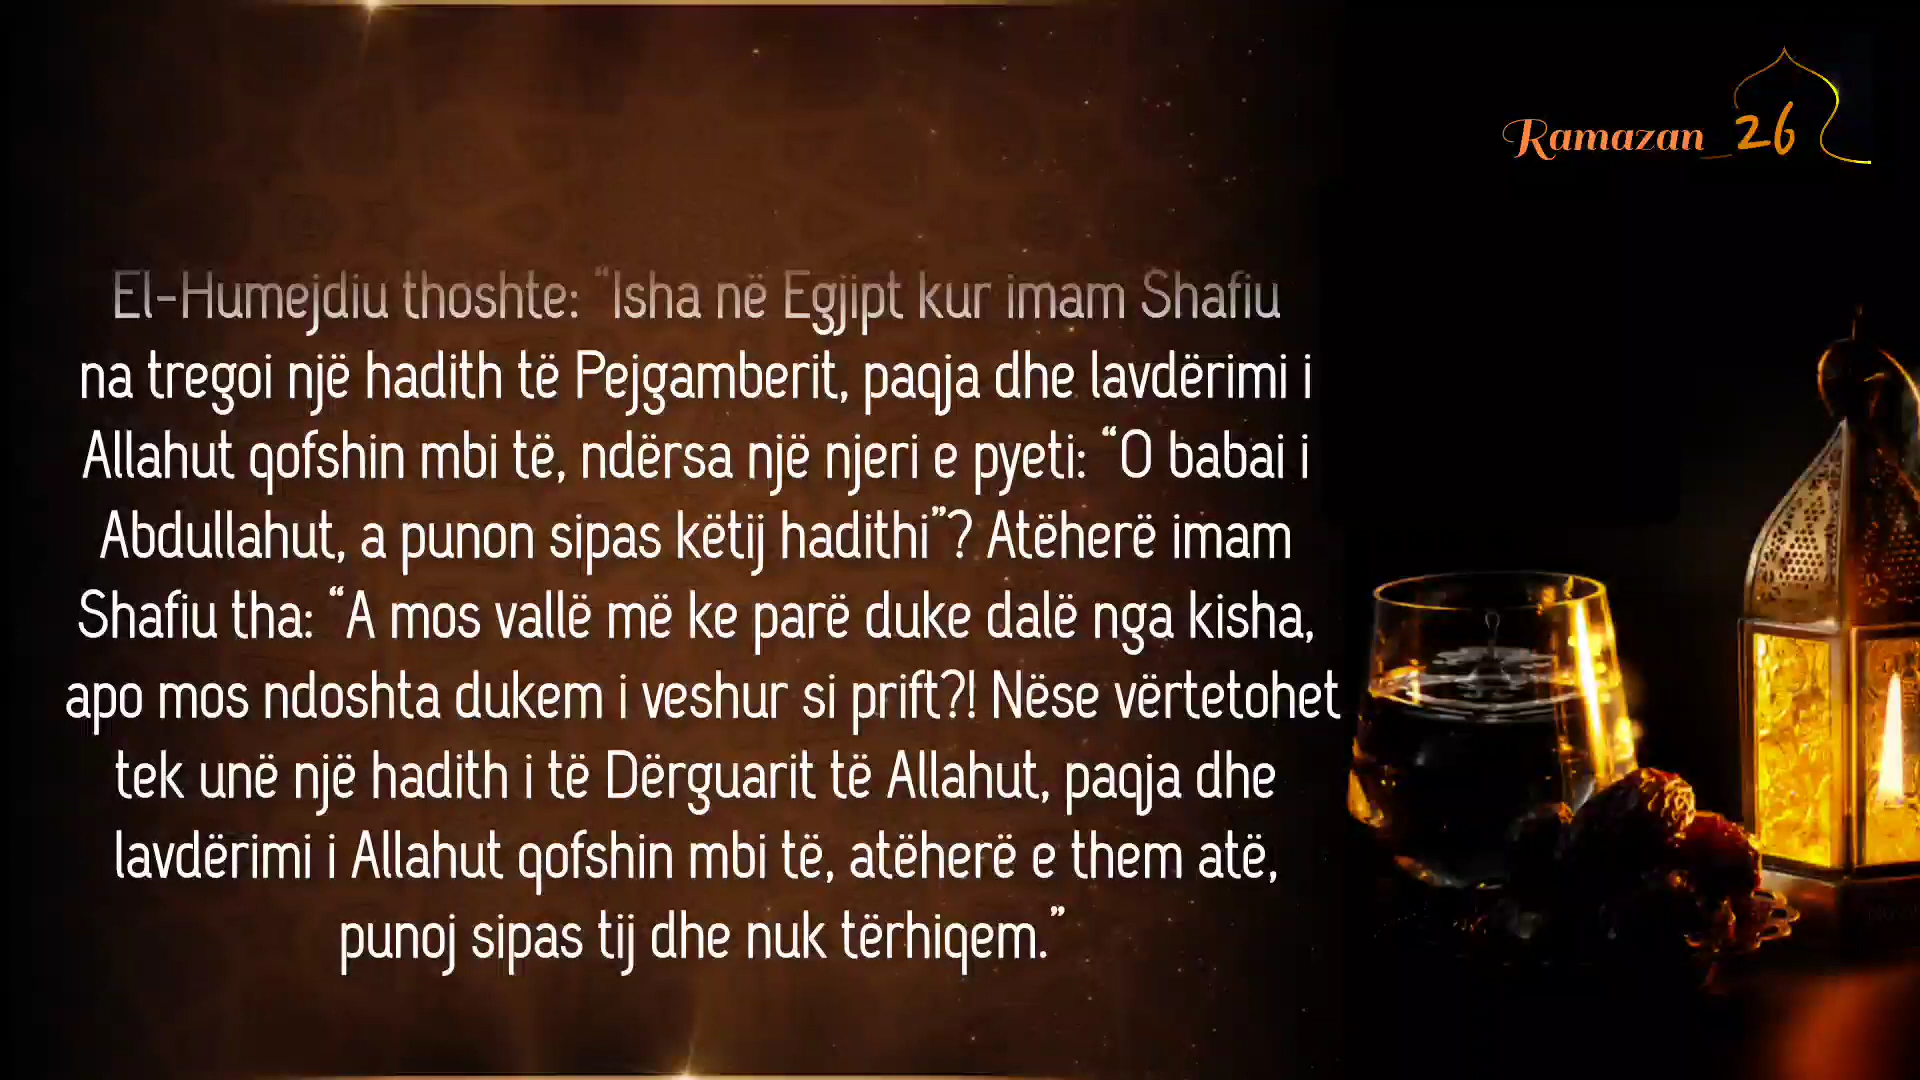 Ramazan 26
El-Humejdiu thoshte: “Isha në Egjipt kur imam Shafiu
na tregoi një hadith të Pejgamberit, paqja dhe lavdërimi i
Allahut qofshin mbi të, ndërsa një njeri e pyeti: “O babai i
Abdullahut, a punon sipas këtij hadithi”? Atëherë imam
Shafiu tha: “A mos vallë më ke parë duke dalë nga kisha,
apo mos ndoshta dukem i veshur si prift?! Nëse vërtetohet
tek unë një hadith i të Dërguarit të Allahut, paqja dhe
lavdërimi i Allahut qofshin mbi të, atëherë e them atë,
punoj sipas tij dhe nuk tërhiqem.”